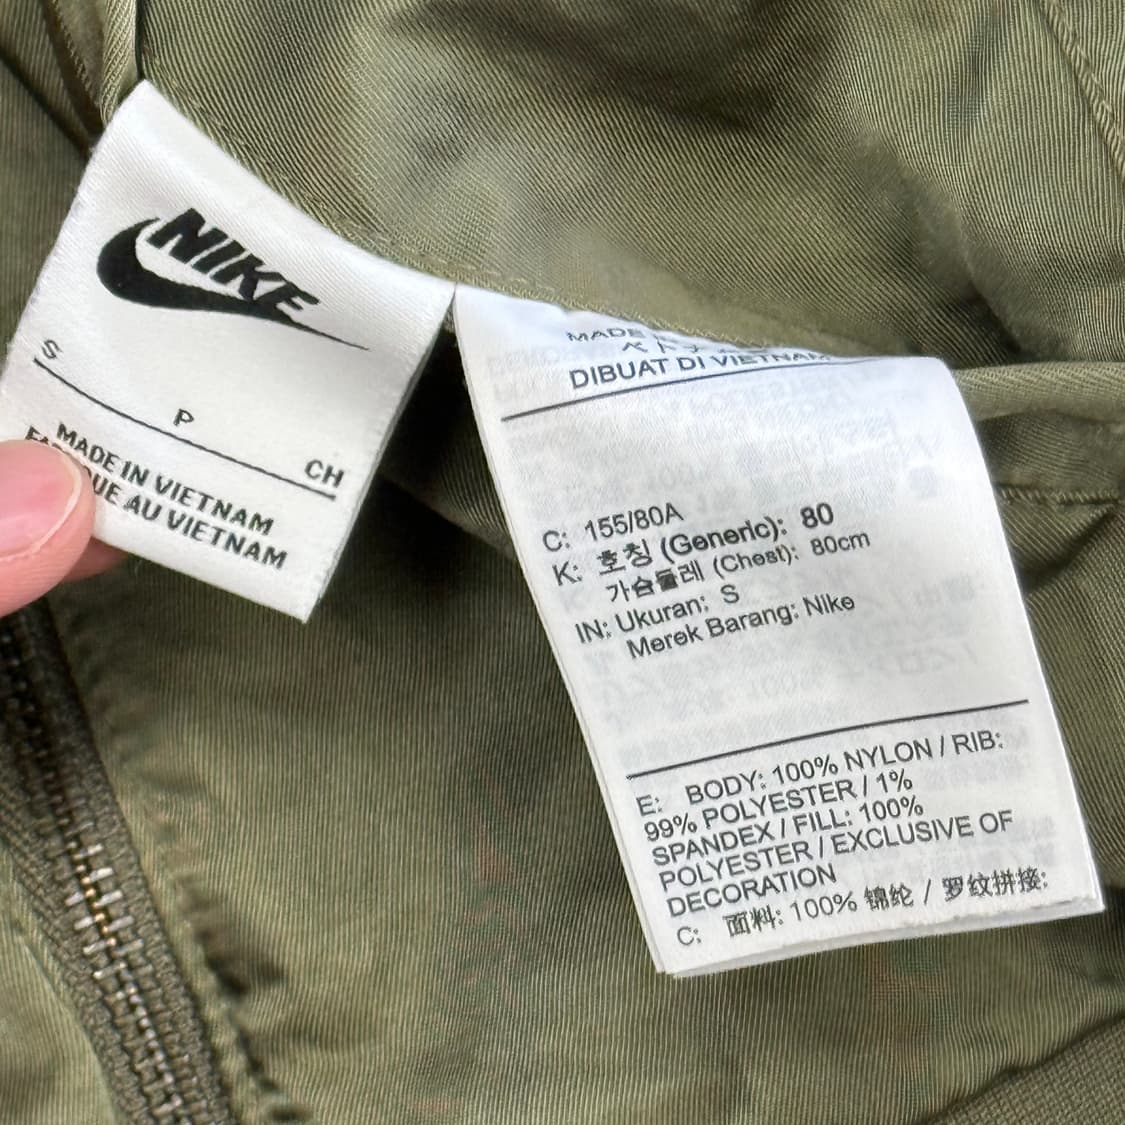 NIKE
S
P
CH
MADE IN VIETNAM
AU VIETNAM
MADE
DIBUAT DI VIETNAM
C: 155/80A
K: 호칭 (Generic): 80
가슴둘레 (Chest): 80cm
IN: Ukuran: S
Merek Barang: Nike
E: BODY: 100% NYLON / RIB:
99% POLYESTER / 1%
SPANDEX / FILL: 100%
POLYESTER / EXCLUSIVE OF
DECORATION
C: 面料: 100% 锦纶 / 罗纹拼接: